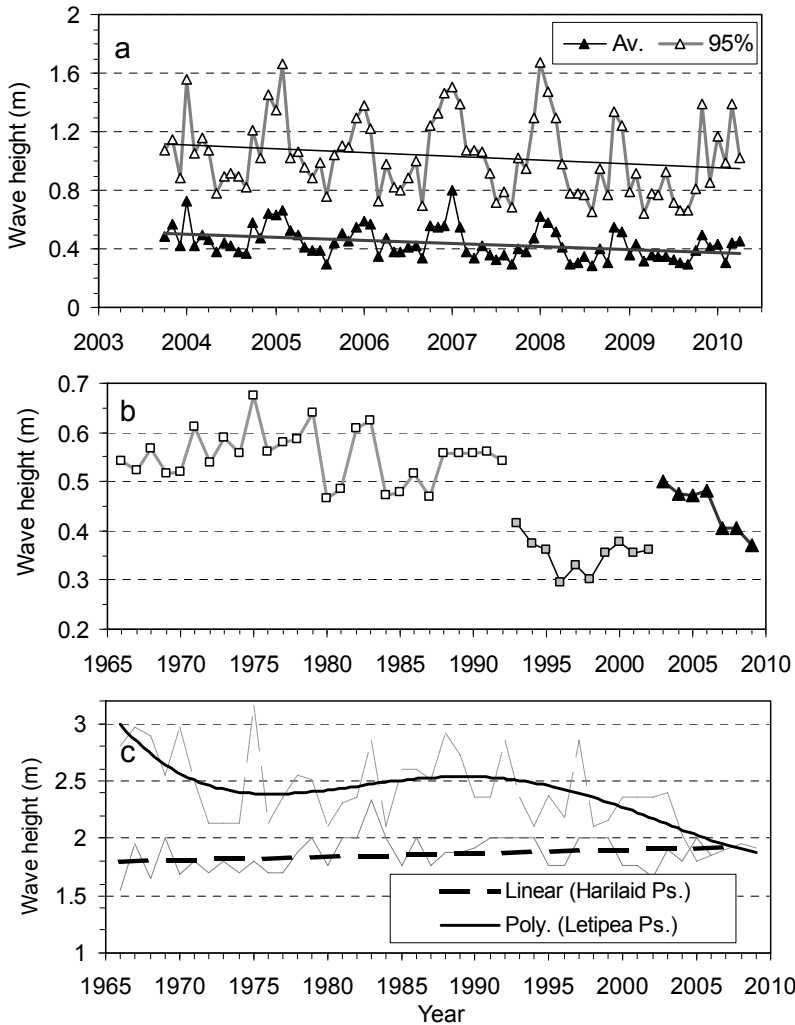 2
a
Av.
95%
1.6
1.2
0.8
0.4
0
Wave height (m)
2003 2004 2005 2006 2007 2008 2009 2010
0.7
b
0.6
0.5
0.4
0.3
0.2
Wave height (m)
1965 1970 1975 1980 1985 1990 1995 2000 2005 2010
3
c
2.5
2
1.5
1
Wave height (m)
Linear (Harilaid Ps.)
Poly. (Letipea Ps.)
1965 1970 1975 1980 1985 1990 1995 2000 2005 2010
Year